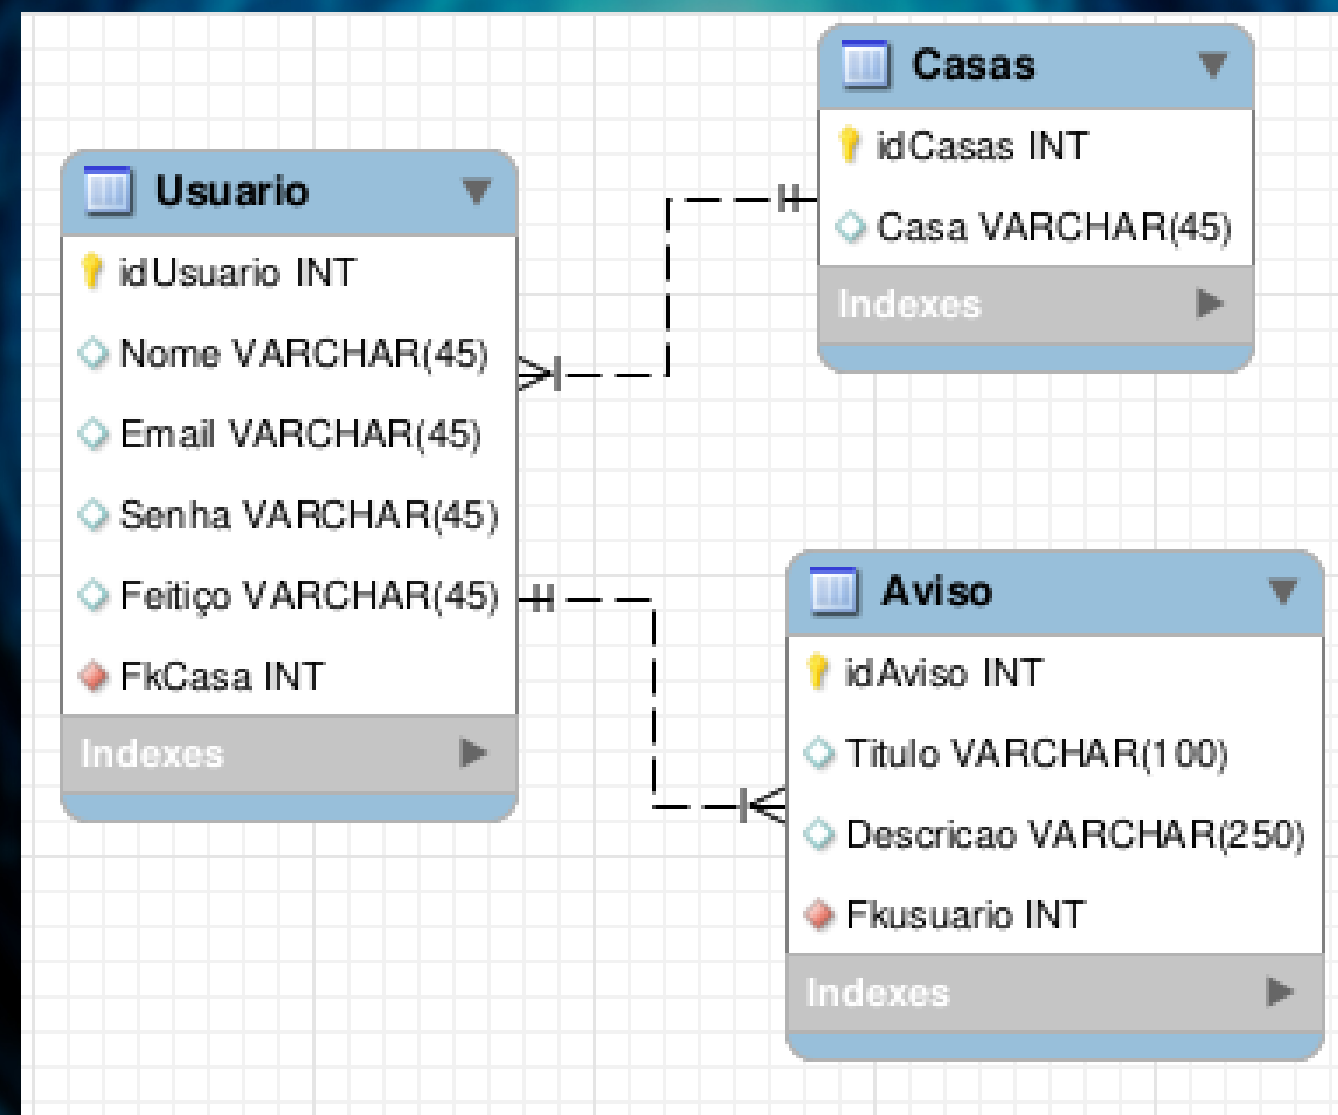 Usuario
idUsuario INT
Nome VARCHAR(45)
Email VARCHAR(45)
Senha VARCHAR(45)
Feitiço VARCHAR(45)
FkCasa INT
Indexes
Casas
idCasas INT
Casa VARCHAR(45)
Indexes
Aviso
idAviso INT
Titulo VARCHAR(100)
Descricao VARCHAR(250)
Fkusuario INT
Indexes